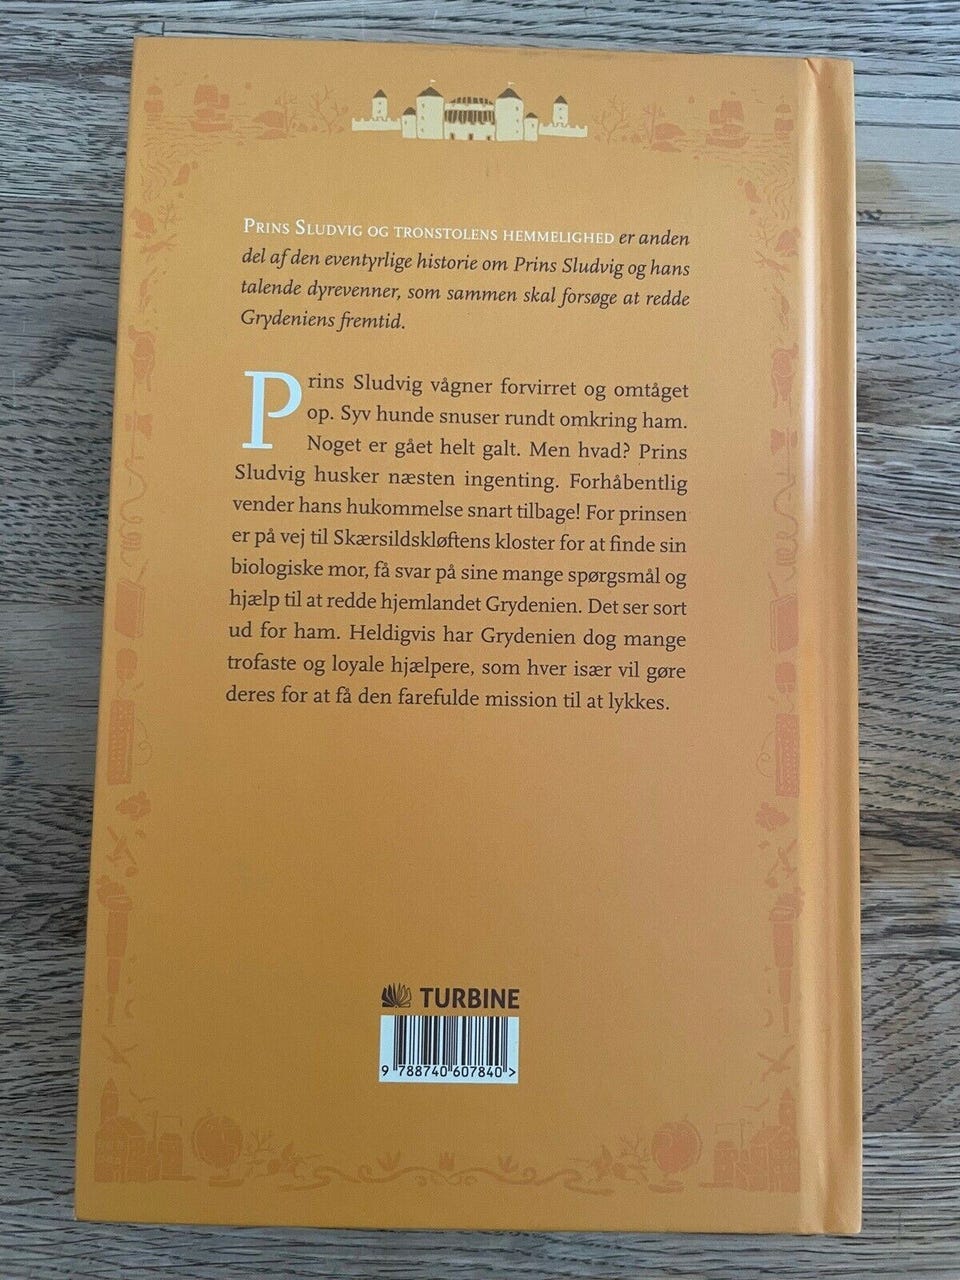 PRINS SLUDVIG OG TRONSTOLENS HEMMELIGHED er anden
del af den eventyrlige historie om Prins Sludvig og hans
talende dyrevenner, som sammen skal forsøge at redde
Grydeniens fremtid.
Prins Sludvig vågner forvirret og omtåget
op. Syv hunde snuser rundt omkring ham.
Noget er gået helt galt. Men hvad? Prins
Sludvig husker næsten ingenting. Forhåbentlig
vender hans hukommelse snart tilbage! For prinsen
er på vej til Skærsildskløftens kloster for at finde sin
biologiske mor, få svar på sine mange spørgsmål og
hjælp til at redde hjemlandet Grydenien. Det ser sort
ud for ham. Heldigvis har Grydenien dog mange
trofaste og loyale hjælpere, som hver især vil gøre
deres for at få den farefulde mission til at lykkes.
TURBINE
9 788740 607840 >